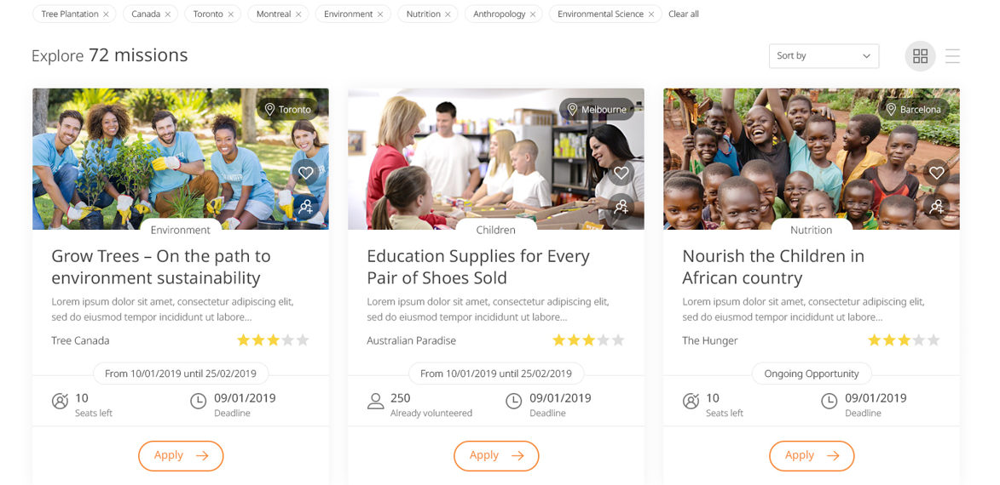 Tree Plantation × Canada × Toronto × Montreal × Environment × Nutrition × Anthropology × Environmental Science × Clear all
Explore 72 missions
Sort by
Toronto
Environment
Grow Trees – On the path to
environment sustainability
Lorem ipsum dolor sit amet, consectetur adipiscing elit,
sed do eiusmod tempor incididunt ut labore...
Tree Canada
From 10/01/2019 until 25/02/2019
10
Seats left
09/01/2019
Deadline
Apply →
Melbourne
Children
Education Supplies for Every
Pair of Shoes Sold
Lorem ipsum dolor sit amet, consectetur adipiscing elit,
sed do eiusmod tempor incididunt ut labore...
Australian Paradise
From 10/01/2019 until 25/02/2019
250
Already volunteered
09/01/2019
Deadline
Apply →
Barcelona
Nutrition
Nourish the Children in
African country
Lorem ipsum dolor sit amet, consectetur adipiscing elit,
sed do eiusmod tempor incididunt ut labore...
The Hunger
Ongoing Opportunity
10
Seats left
09/01/2019
Deadline
Apply →